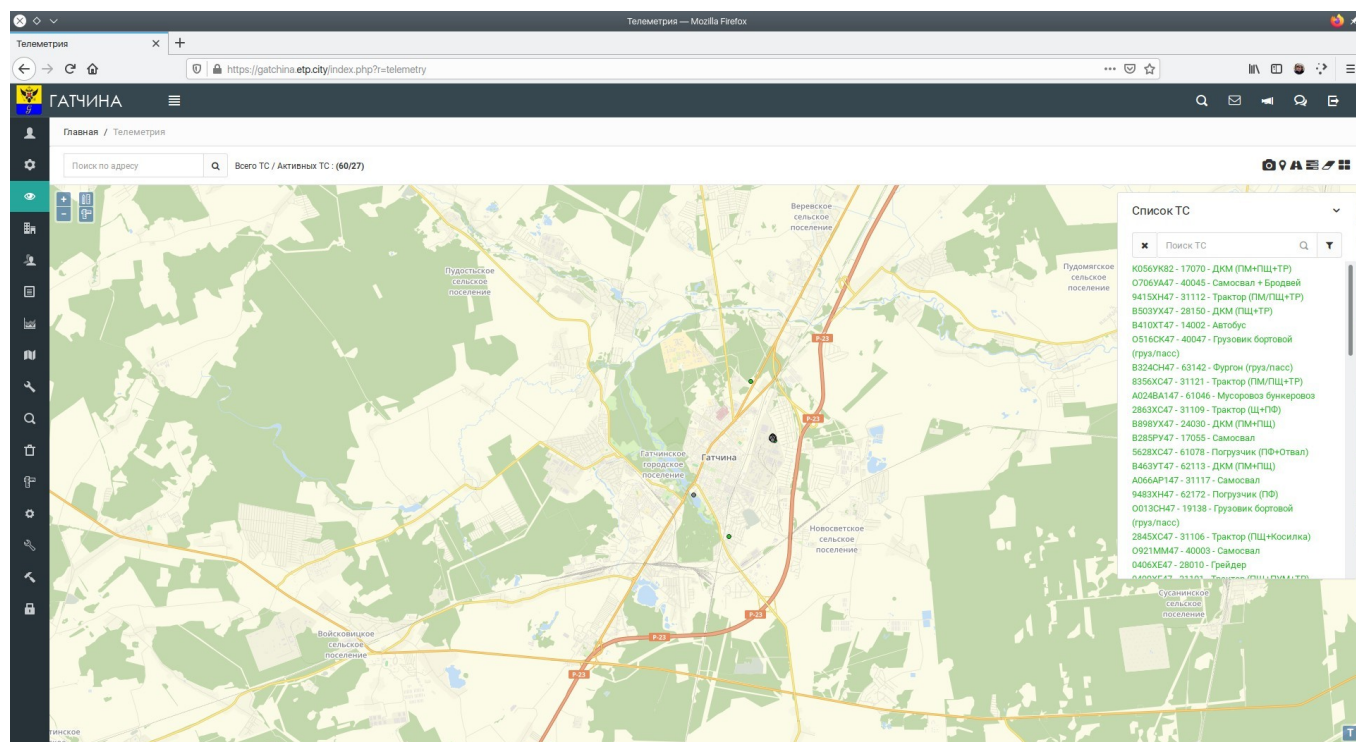 Телеметрия — Mozilla Firefox
Телеметрия
https://gatchina.etp.city/index.php?r=telemetry
ГАТЧИНА
Главная / Телеметрия
Поиск по адресу
Всего ТС / Активных ТС : (60/27)
Веревское
сельское
поселение
Пудостьское
сельское
поселение
Пудомягское
сельское
поселение
Р-23
Р-23
Гатчинское
городское
поселение
Гатчина
Новосветское
сельское
поселение
Сусанинское
сельское
поселение
Р-23
Р-23
Войсковицкое
сельское
поселение
Р-23
Список ТС
Поиск ТС
К056УК82 - 17070 - ДКМ (ПМ+ПЩ+ТР)
О706УА47 - 40045 - Самосвал + Бродвей
9415ХН47 - 31112 - Трактор (ПМ/ПЩ+ТР)
В503УХ47 - 28150 - ДКМ (ПЩ+ТР)
В410ХТ47 - 14002 - Автобус
О516СК47 - 40047 - Грузовик бортовой
(груз/пасс)
В324СН47 - 63142 - Фургон (груз/пасс)
8356ХС47 - 31121 - Трактор (ПМ/ПЩ+ТР)
А024ВА147 - 61046 - Мусоровоз бункеровоз
2863ХС47 - 31109 - Трактор (Щ+ПФ)
В898УХ47 - 24030 - ДКМ (ПМ+ПЩ)
В285РУ47 - 17055 - Самосвал
5628ХС47 - 61078 - Погрузчик (ПФ+Отвал)
В463УТ47 - 62113 - ДКМ (ПМ+ПЩ)
А066АР147 - 31117 - Самосвал
9483ХН47 - 62172 - Погрузчик (ПФ)
О013СН47 - 19138 - Грузовик бортовой
(груз/пасс)
2845ХС47 - 31106 - Трактор (ПЩ+Косилка)
О921ММ47 - 40003 - Самосвал
0406ХЕ47 - 28010 - Грейдер
T